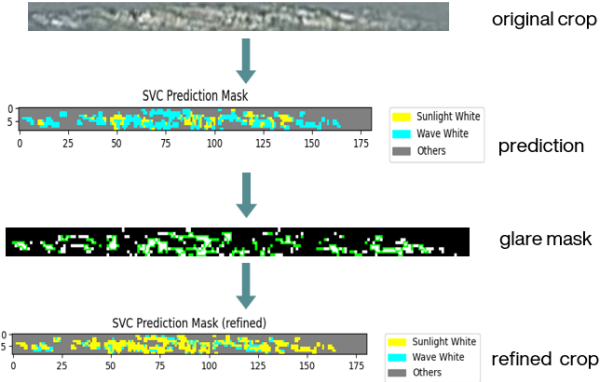 original crop
SVC Prediction Mask
0
5
0 25 50 75 100 125 150 175
Sunlight White
Wave White
Others
prediction
glare mask
SVC Prediction Mask (refined)
0
5
0 25 50 75 100 125 150 175
Sunlight White
Wave White
Others
refined crop